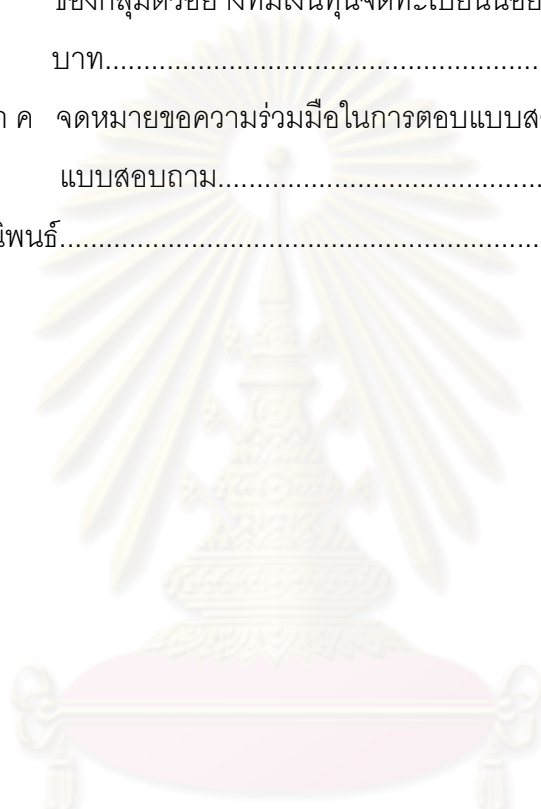 ของกลุ่มตัวอย่างที่มีเงินทุนจดทะเบียนน้อย
บาท........................................................
ค จดหมายขอความร่วมมือในการตอบแบบส
แบบสอบถาม..........................................
นิพนธ์..............................................................